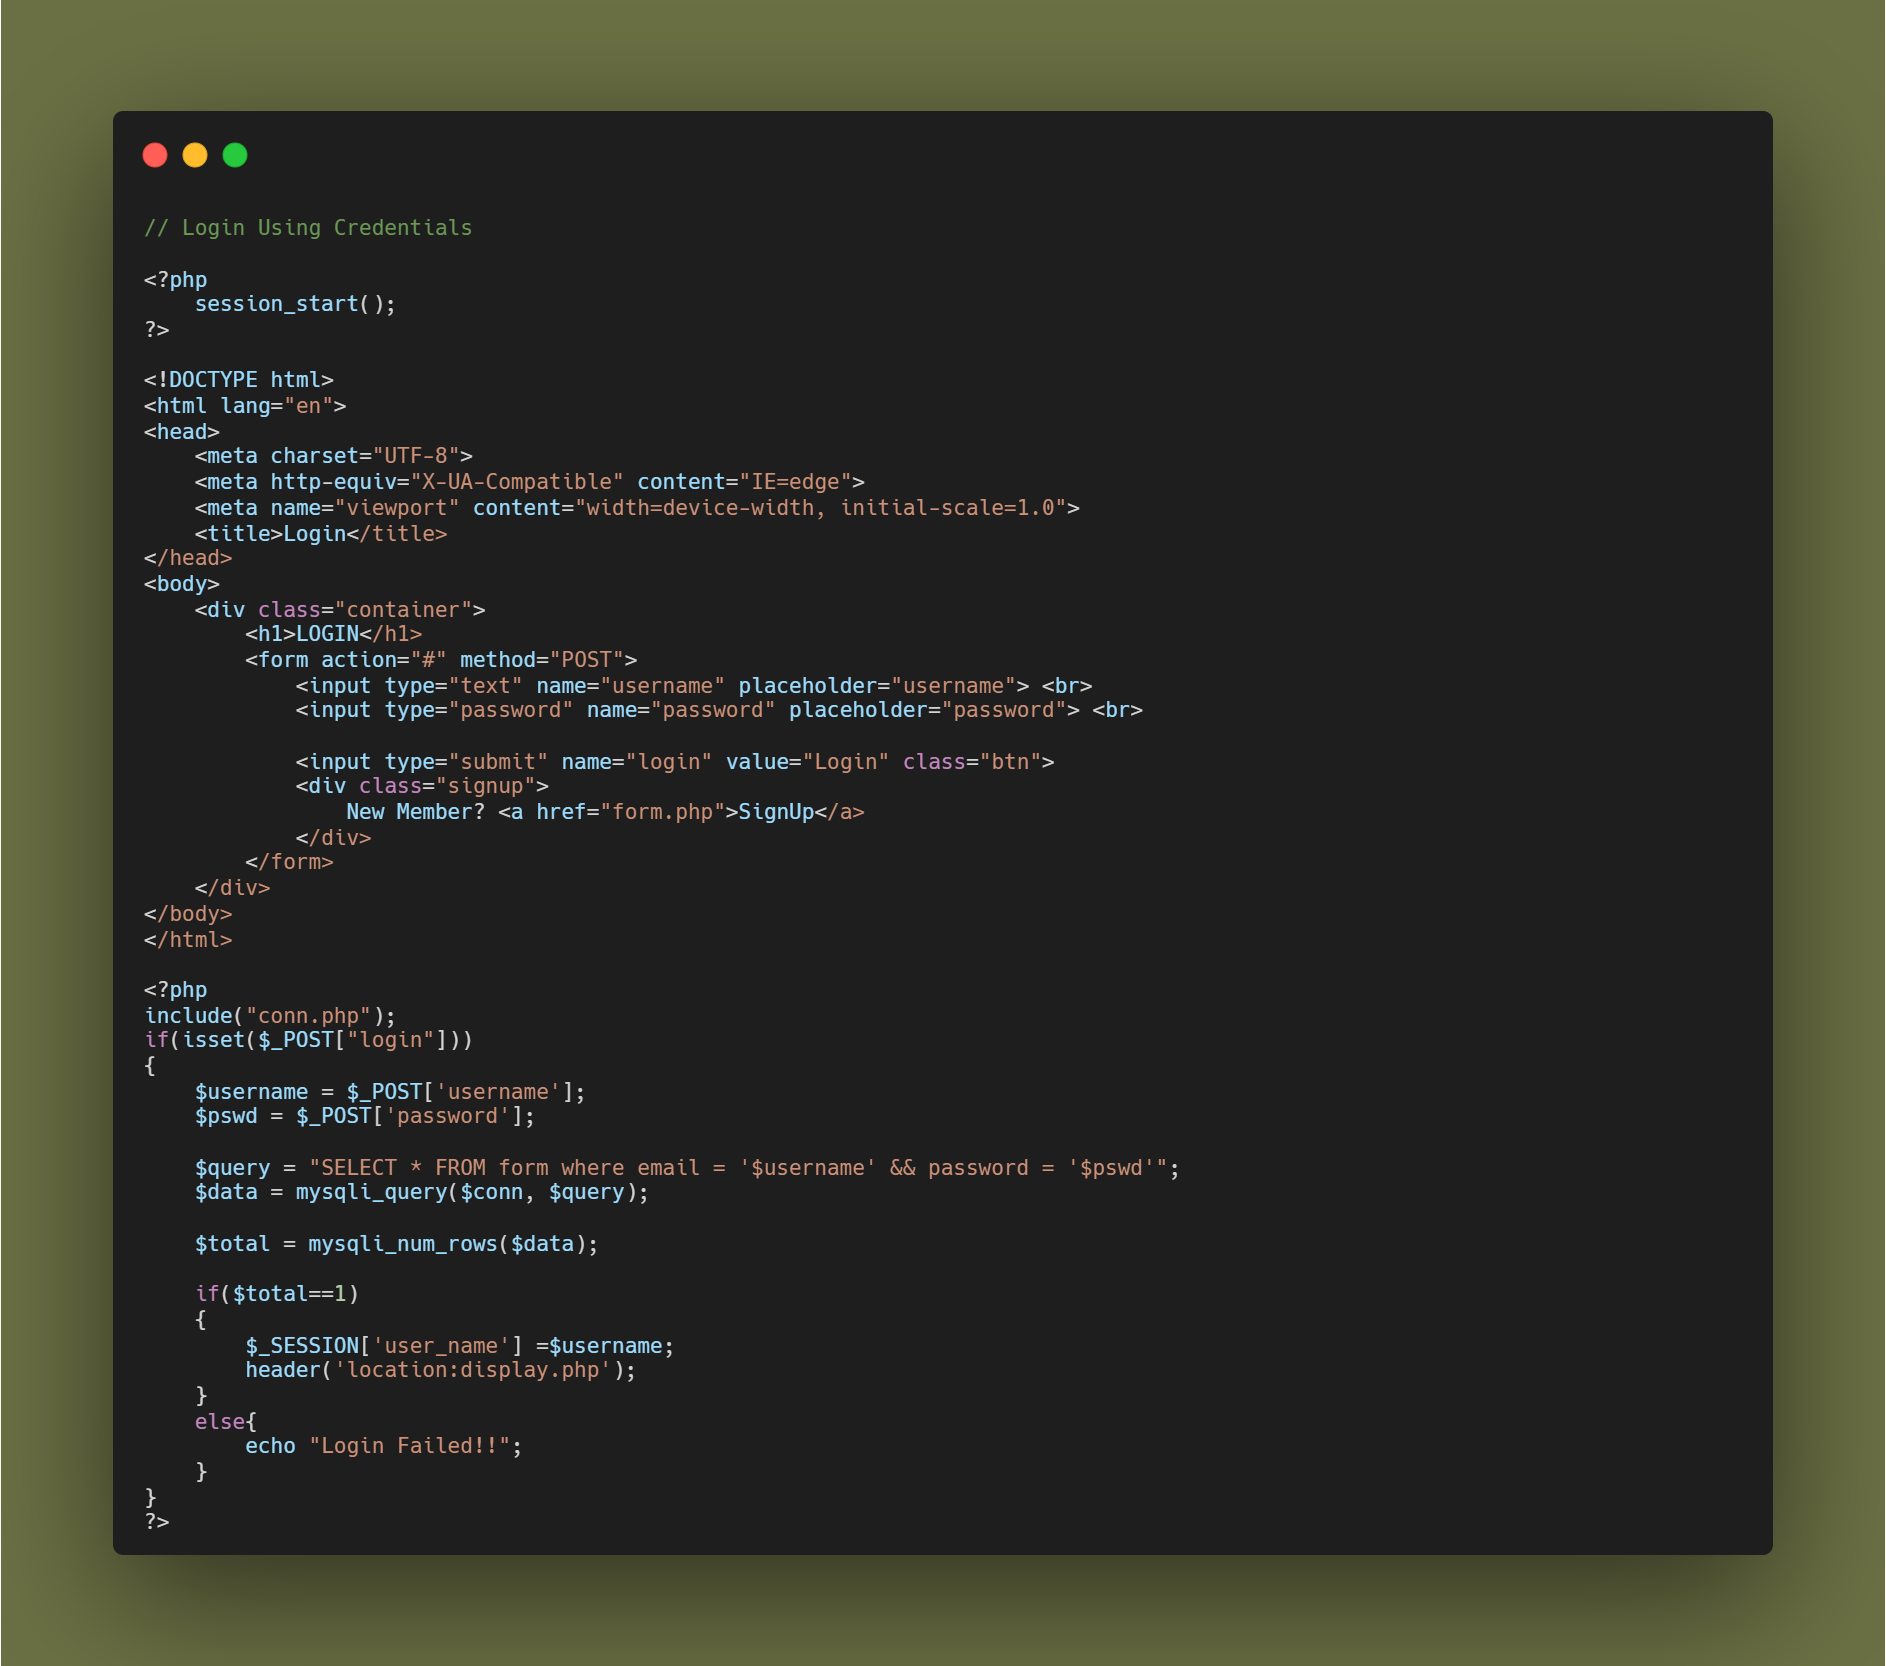 // Login Using Credentials

<?php
    session_start();
?>

<!DOCTYPE html>
<html lang="en">
<head>
    <meta charset="UTF-8">
    <meta http-equiv="X-UA-Compatible" content="IE=edge">
    <meta name="viewport" content="width=device-width, initial-scale=1.0">
    <title>Login</title>
</head>
<body>
    <div class="container">
        <h1>LOGIN</h1>
        <form action="#" method="POST">
            <input type="text" name="username" placeholder="username"> <br>
            <input type="password" name="password" placeholder="password"> <br>

            <input type="submit" name="login" value="Login" class="btn">
            <div class="signup">
                New Member? <a href="form.php">SignUp</a>
            </div>
        </form>
    </div>
</body>
</html>

<?php
include("conn.php");
if(isset($_POST["login"]))
{
    $username = $_POST['username'];
    $pswd = $_POST['password'];

    $query = "SELECT * FROM form where email = '$username' && password = '$pswd'";
    $data = mysqli_query($conn, $query);

    $total = mysqli_num_rows($data);

    if($total==1)
    {
        $_SESSION['user_name'] =$username;
        header('location:display.php');
    }
    else{
        echo "Login Failed!!";
    }
}
?>